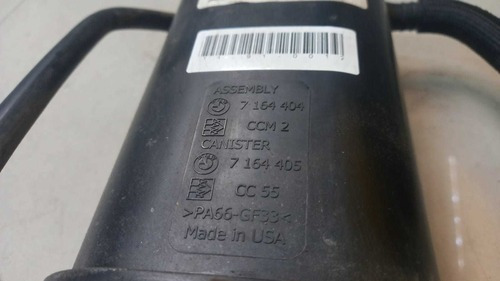 ASSEMBLY
7 164 404
CCM 2
CANISTER
7 164 405
CC 55
>PA66-GF33<
Made in USA